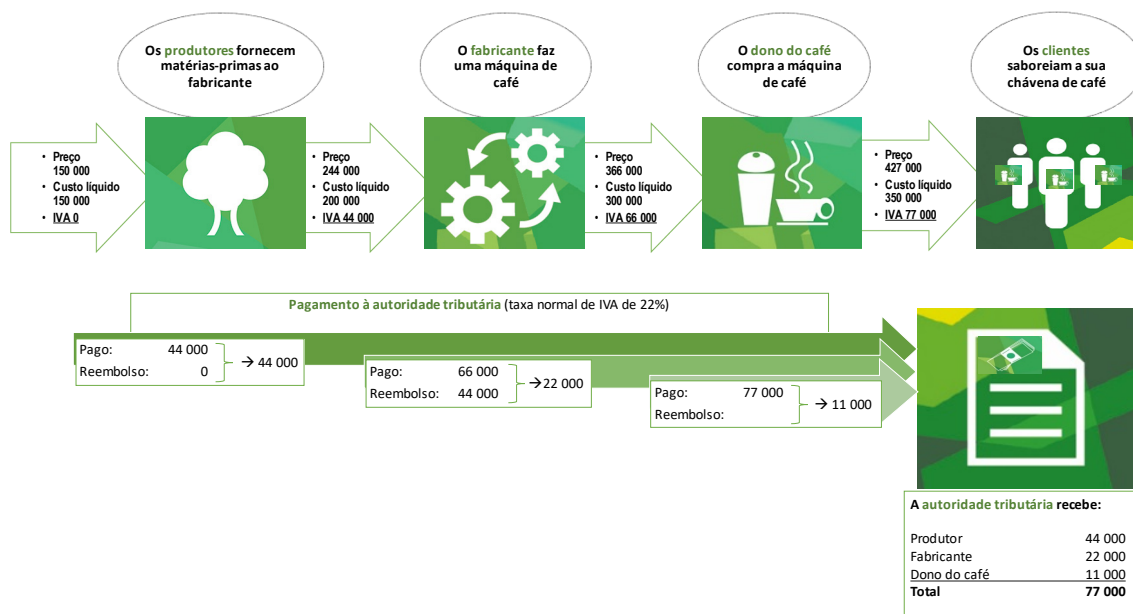 Os produtores fornecem
matérias-primas ao
fabricante
O fabricante faz
uma máquina de
café
O dono do café
compra a máquina
de café
Os clientes
saboreiam a sua
chávena de café
• Preço
150 000
• Custo líquido
150 000
• IVA 0
• Preço
244 000
• Custo líquido
200 000
• IVA 44 000
• Preço
366 000
• Custo líquido
300 000
• IVA 66 000
• Preço
427 000
• Custo líquido
350 000
• IVA 77 000
Pagamento à autoridade tributária (taxa normal de IVA de 22%)
Pago: 44 000
Reembolso: 0
→ 44 000
Pago: 66 000
Reembolso: 44 000
→22 000
Pago: 77 000
Reembolso:
→ 11 000
A autoridade tributária recebe:
Produtor 44 000
Fabricante 22 000
Dono do café 11 000
Total 77 000